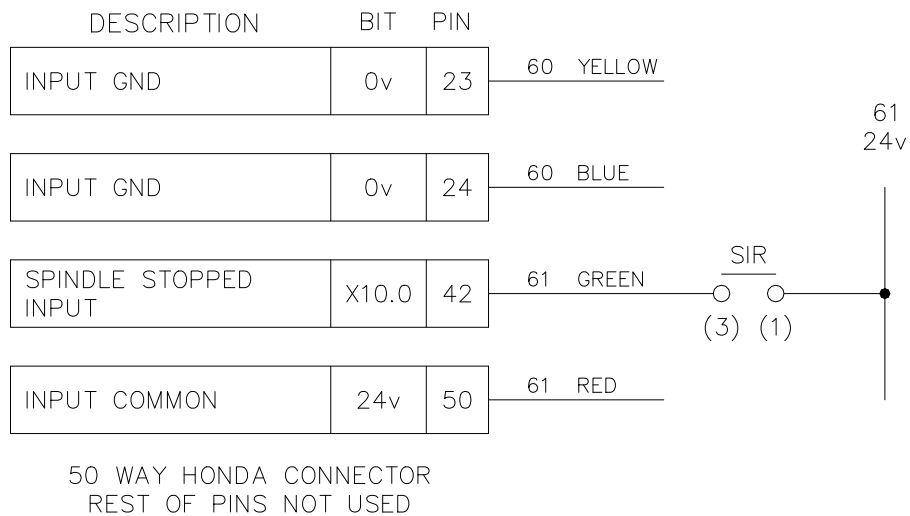 DESCRIPTION BIT PIN
INPUT GND 0v 23 60 YELLOW
61
24v
INPUT GND 0v 24 60 BLUE
SPINDLE STOPPED
INPUT X10.0 42 61 GREEN
SIR
(3) (1)
INPUT COMMON 24v 50 61 RED
50 WAY HONDA CONNECTOR
REST OF PINS NOT USED